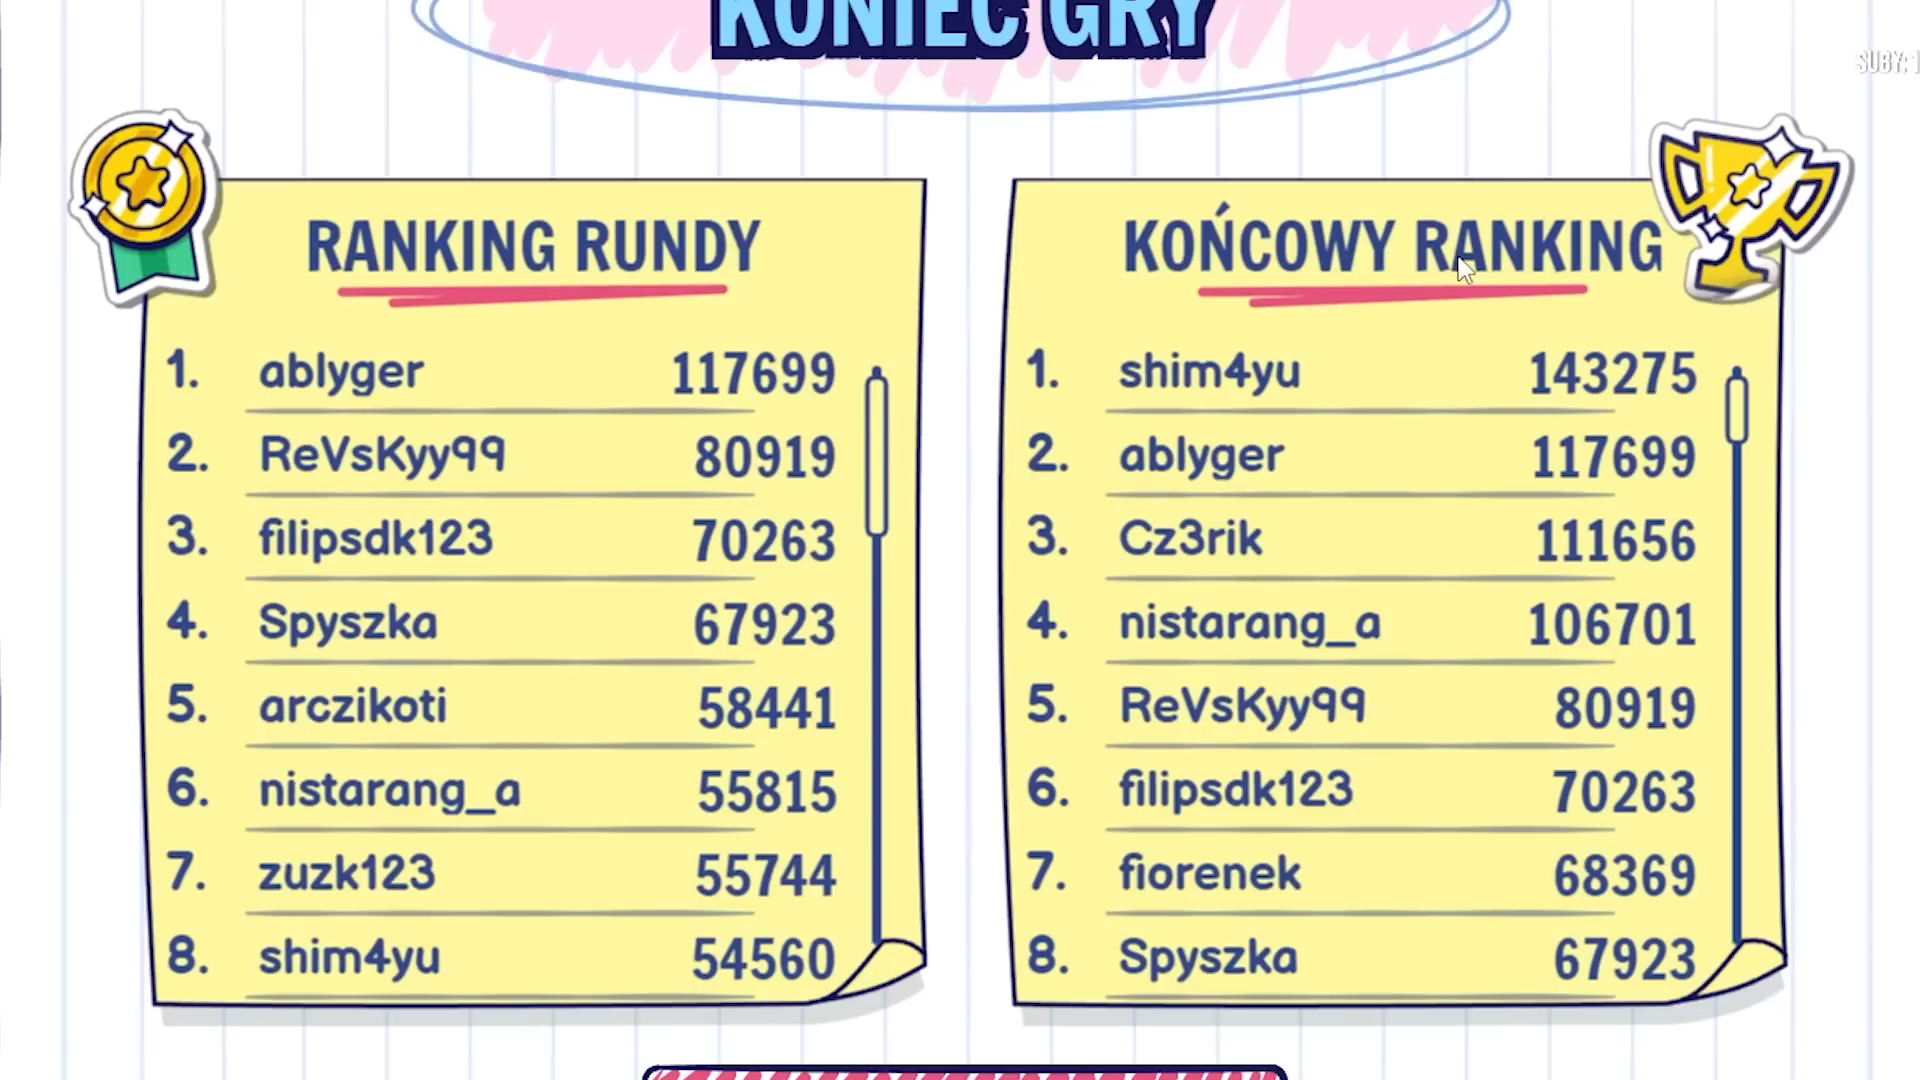 KONIEC GRY
SUBY: 1
RANKING RUNDY
1. ablyger 117699
2. ReVsKyy99 80919
3. filipsdk123 70263
4. Spyszka 67923
5. arczikoti 58441
6. nistarang_a 55815
7. zuzk123 55744
8. shim4yu 54560
KOŃCOWY RANKING
1. shim4yu 143275
2. ablyger 117699
3. Cz3rik 111656
4. nistarang_a 106701
5. ReVsKyy99 80919
6. filipsdk123 70263
7. fiorenek 68369
8. Spyszka 67923